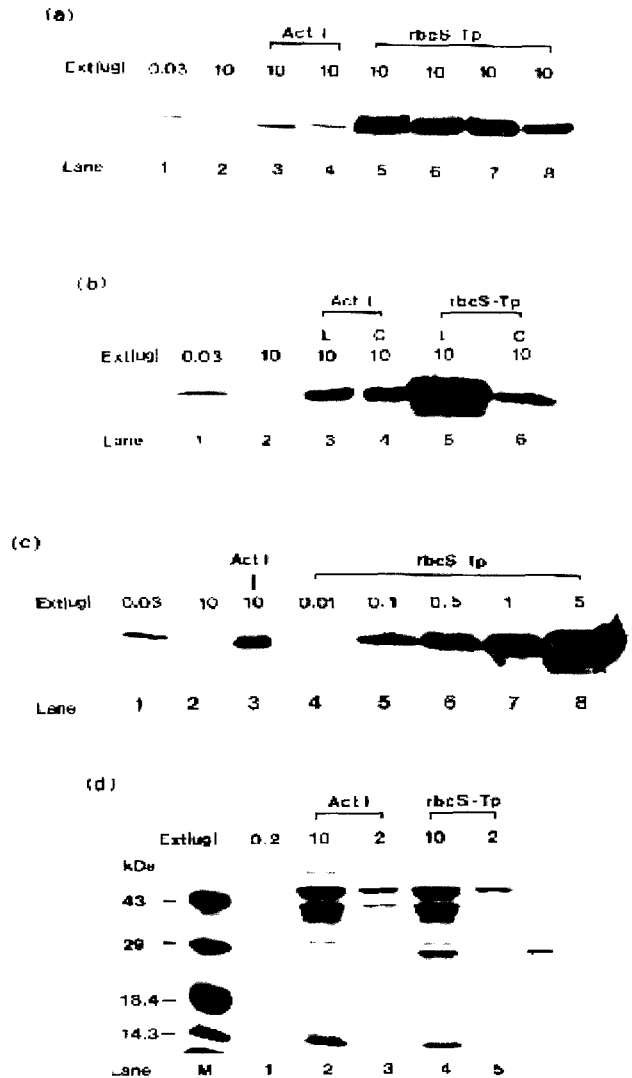 (a)
Act I rbcS-Tp
Ext(ug) 0.03 10 10 10 10 10 10 10
Lane 1 2 3 4 5 6 7 8
(b)
Act I rbcS-Tp
L C L C
Ext(ug) 0.03 10 10 10 10 10
Lane 1 2 3 4 5 6
(c)
Act I rbcS Tp
Ext(ug) 0.03 10 10 0.01 0.1 0.5 1 5
Lane 1 2 3 4 5 6 7 8
(d)
Act I rbcS-Tp
Ext(ug) 0.2 10 2 10 2
kDa
43
29
18.4
14.3
Lane M 1 2 3 4 5